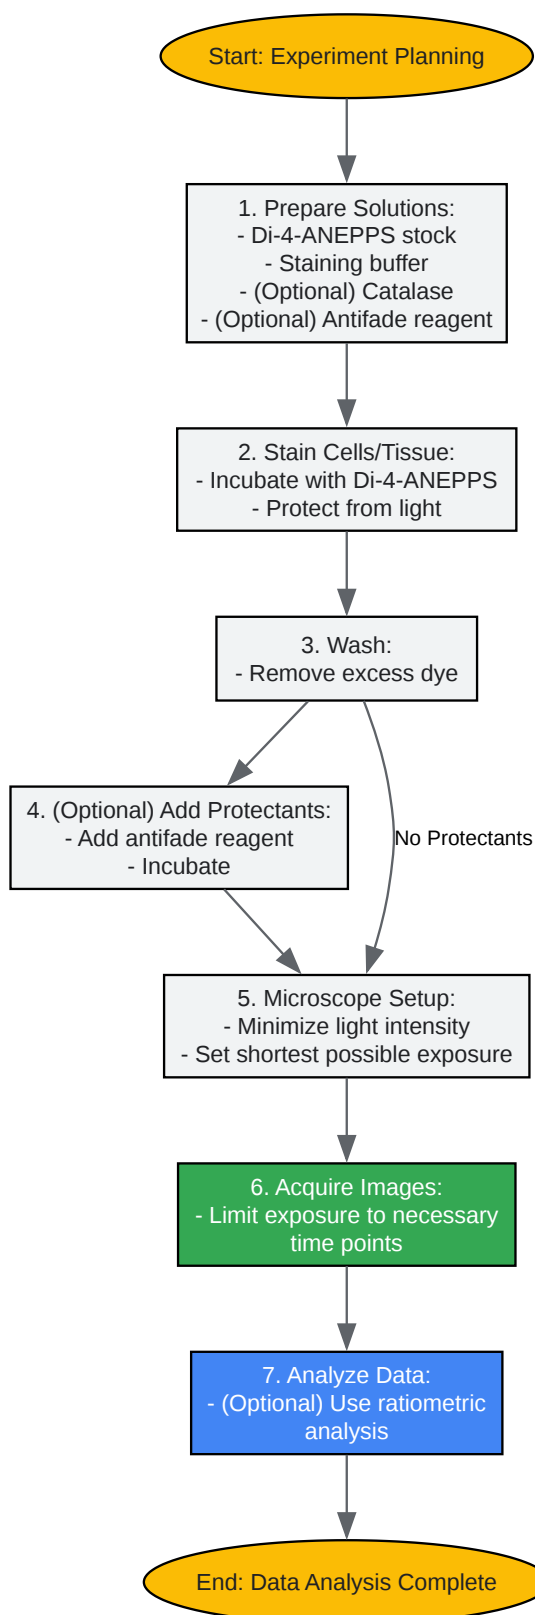 Start: Experiment Planning
1. Prepare Solutions:
- Di-4-ANEPPS stock
- Staining buffer
- (Optional) Catalase
- (Optional) Antifade reagent
2. Stain Cells/Tissue:
- Incubate with Di-4-ANEPPS
- Protect from light
3. Wash:
- Remove excess dye
4. (Optional) Add Protectants:
- Add antifade reagent
- Incubate
No Protectants
5. Microscope Setup:
- Minimize light intensity
- Set shortest possible exposure
6. Acquire Images:
- Limit exposure to necessary
time points
7. Analyze Data:
- (Optional) Use ratiometric
analysis
End: Data Analysis Complete